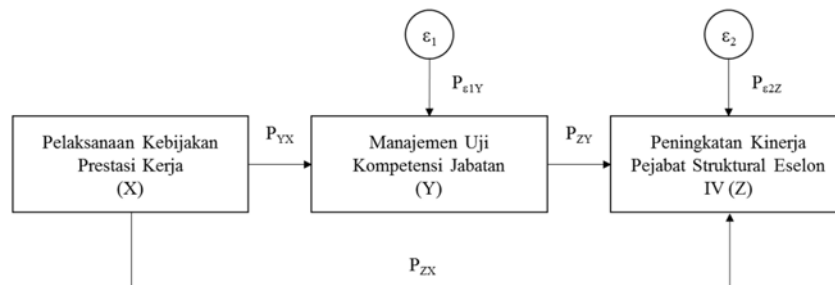 ε1
ε2
Pε1Y
Pε2Z
Pelaksanaan Kebijakan
Prestasi Kerja
(X)
PYX
Manajemen Uji
Kompetensi Jabatan
(Y)
PZY
Peningkatan Kinerja
Pejabat Struktural Eselon
IV (Z)
PZX